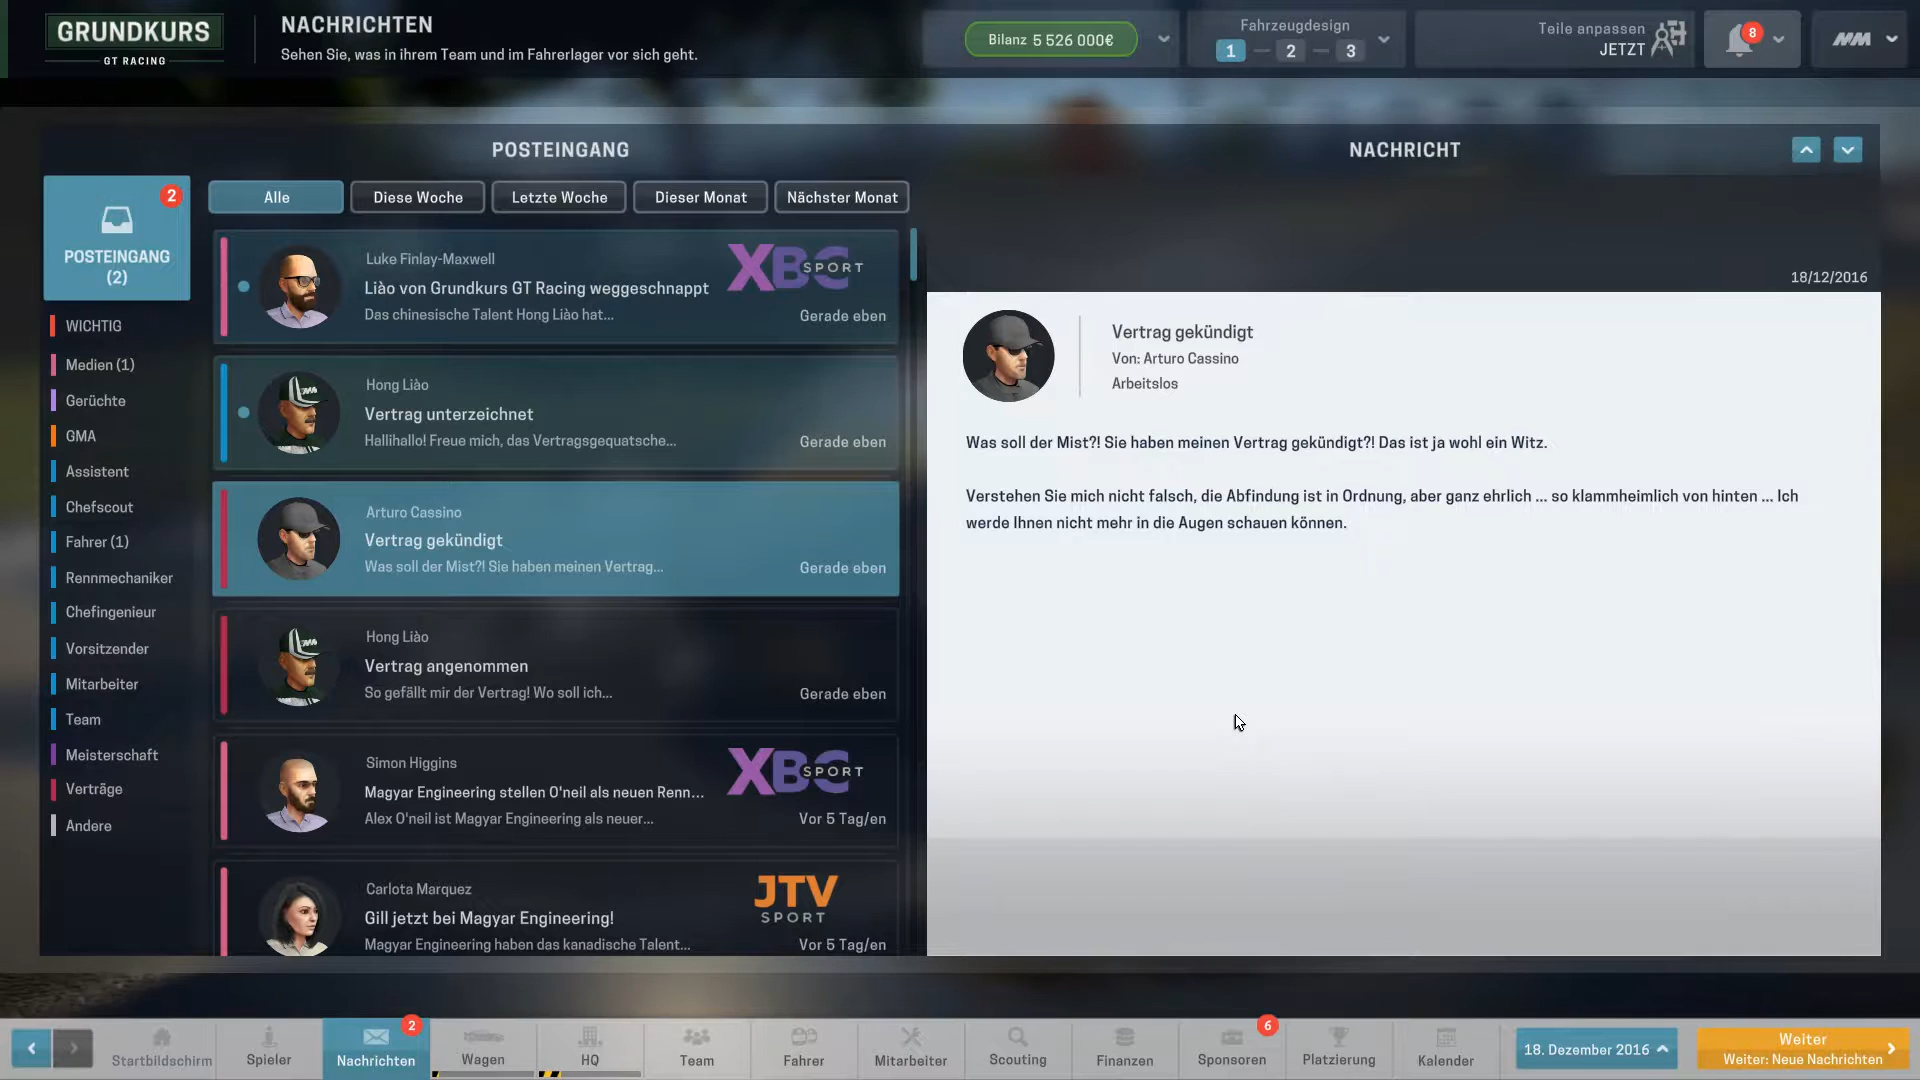 GRUNDKURS
GT RACING
NACHRICHTEN
Sehen Sie, was in ihrem Team und im Fahrerlager vor sich geht.
Bilanz 5 526 000€
Fahrzeugdesign
1 — 2 — 3
Teile anpassen
JETZT
8
POSTEINGANG
NACHRICHT
2
POSTEINGANG
(2)
Alle
Diese Woche
Letzte Woche
Dieser Monat
Nächster Monat
WICHTIG
Medien (1)
Gerüchte
GMA
Assistent
Chefscout
Fahrer (1)
Rennmechaniker
Chefingenieur
Vorsitzender
Mitarbeiter
Team
Meisterschaft
Verträge
Andere
Luke Finlay-Maxwell
XBC SPORT
Liào von Grundkurs GT Racing weggeschnappt
Das chinesische Talent Hong Liào hat...
Gerade eben
Hong Liào
Vertrag unterzeichnet
Hallihallo! Freue mich, das Vertragsgequatsche...
Gerade eben
Arturo Cassino
Vertrag gekündigt
Was soll der Mist?! Sie haben meinen Vertrag...
Gerade eben
Hong Liào
Vertrag angenommen
So gefällt mir der Vertrag! Wo soll ich...
Gerade eben
Simon Higgins
XBC SPORT
Magyar Engineering stellen O'neil als neuen Renn...
Alex O'neil ist Magyar Engineering als neuer...
Vor 5 Tag/en
Carlota Marquez
JTV
SPORT
Gill jetzt bei Magyar Engineering!
Magyar Engineering haben das kanadische Talent...
Vor 5 Tag/en
18/12/2016
Vertrag gekündigt
Von: Arturo Cassino
Arbeitslos
Was soll der Mist?! Sie haben meinen Vertrag gekündigt?! Das ist ja wohl ein Witz.
Verstehen Sie mich nicht falsch, die Abfindung ist in Ordnung, aber ganz ehrlich ... so klammheimlich von hinten ... Ich
werde Ihnen nicht mehr in die Augen schauen können.
Startbildschirm
Spieler
2
Nachrichten
Wagen
HQ
Team
Fahrer
Mitarbeiter
Scouting
Finanzen
6
Sponsoren
Platzierung
Kalender
18. Dezember 2016
Weiter
Weiter: Neue Nachrichten